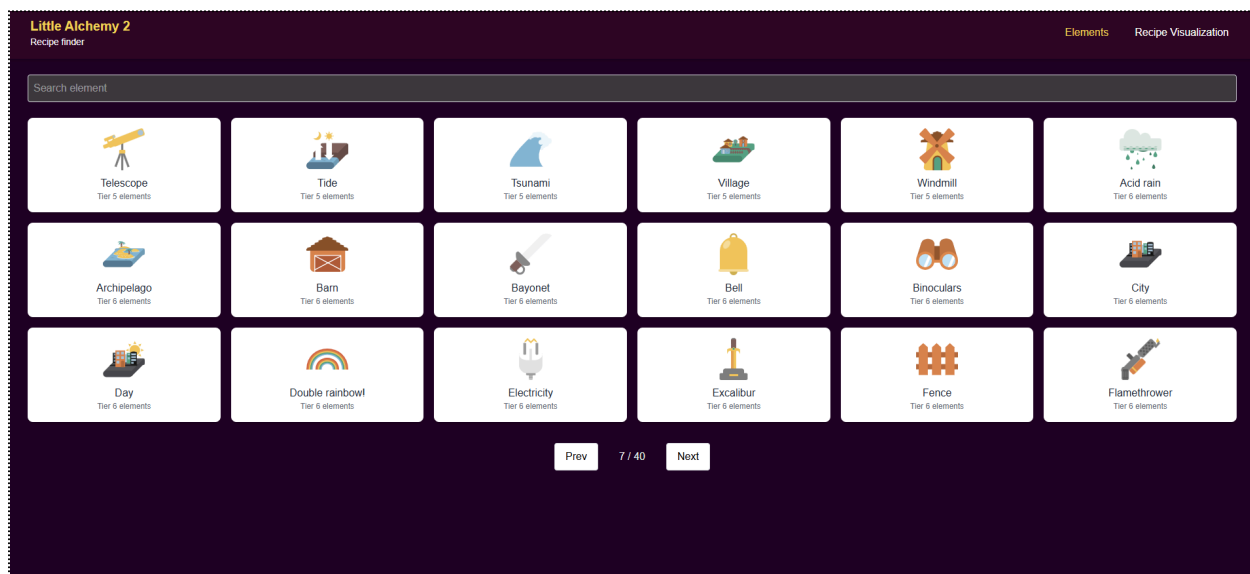 Little Alchemy 2
Recipe finder
Elements
Recipe Visualization
Search element
Telescope
Tier 5 elements
Tide
Tier 5 elements
Tsunami
Tier 5 elements
Village
Tier 5 elements
Windmill
Tier 5 elements
Acid rain
Tier 6 elements
Archipelago
Tier 6 elements
Barn
Tier 6 elements
Bayonet
Tier 6 elements
Bell
Tier 6 elements
Binoculars
Tier 6 elements
City
Tier 6 elements
Day
Tier 6 elements
Double rainbow!
Tier 6 elements
Electricity
Tier 6 elements
Excalibur
Tier 6 elements
Fence
Tier 6 elements
Flamethrower
Tier 6 elements
Prev
7 / 40
Next